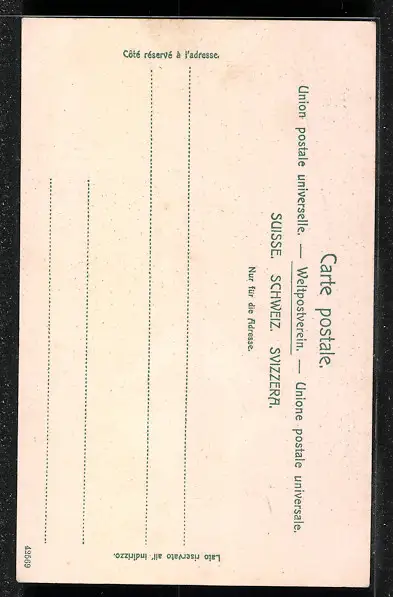 Carte postale.
Union postale universelle. — Weltpostverein. — Unione postale universale.
SUISSE. SCHWEIZ. SVIZZERA.
Nur für die Adresse.
Côté réservé à l'adresse.
Lato riservato all' indirizzo.